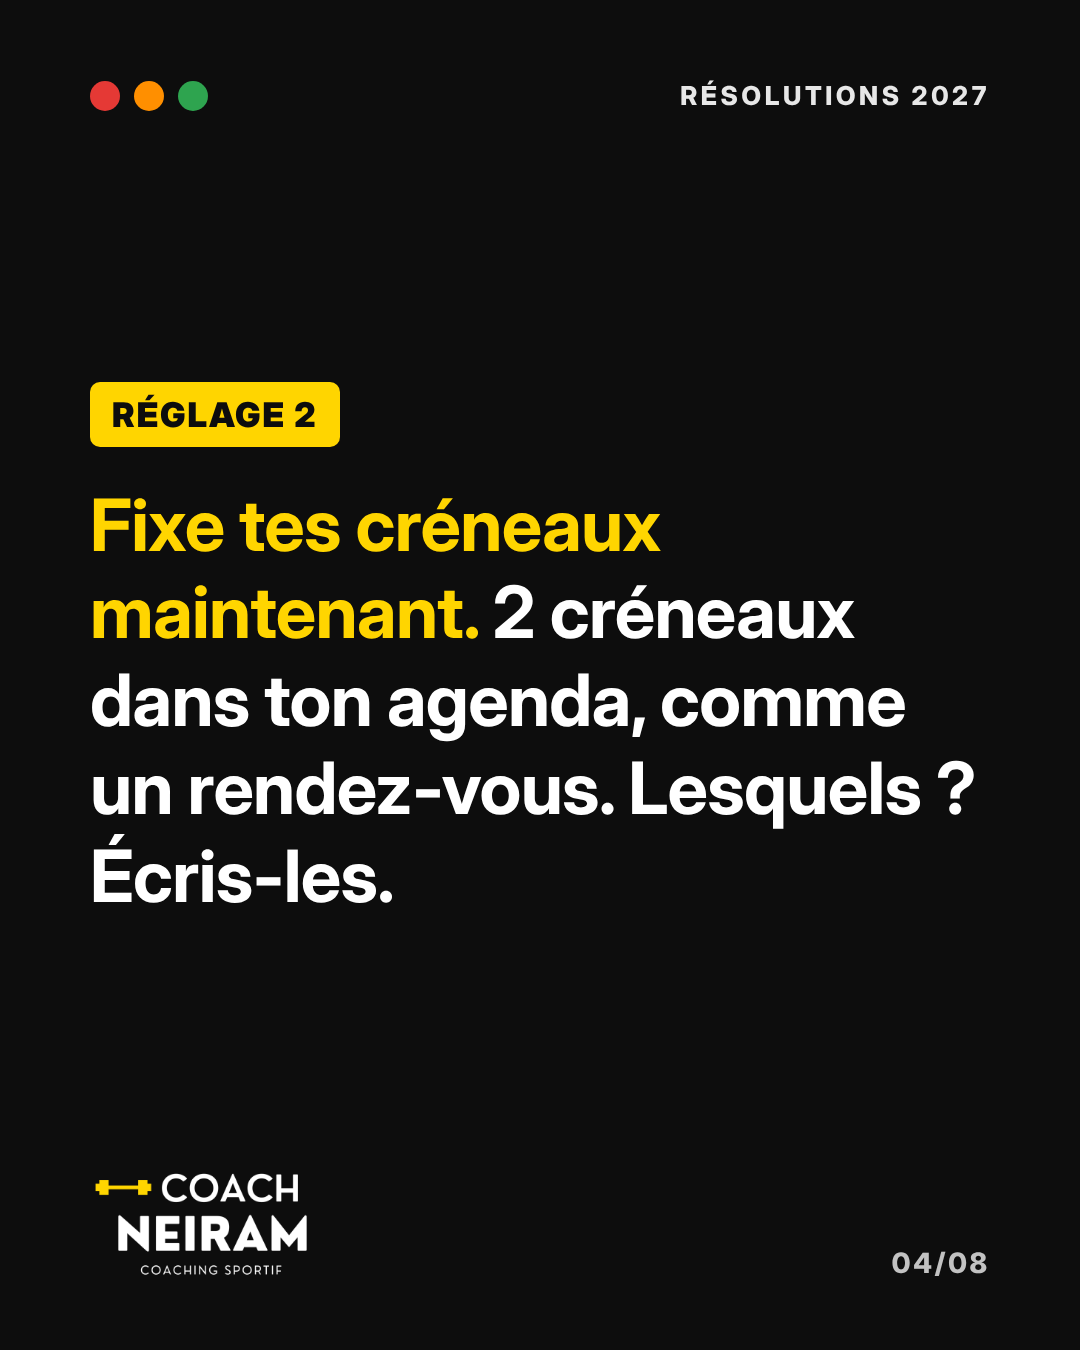 RÉSOLUTIONS 2027
RÉGLAGE 2
Fixe tes créneaux
maintenant. 2 créneaux
dans ton agenda, comme
un rendez-vous. Lesquels ?
Écris-les.
COACH
NEIRAM
COACHING SPORTIF
04/08